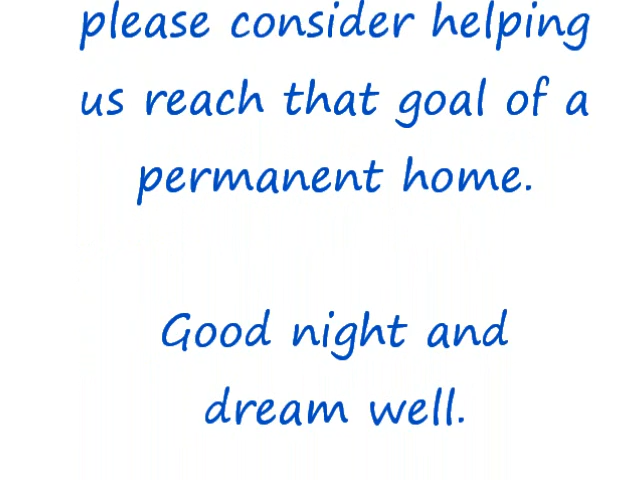 please consider helping
us reach that goal of a
permanent home.
Good night and
dream well.